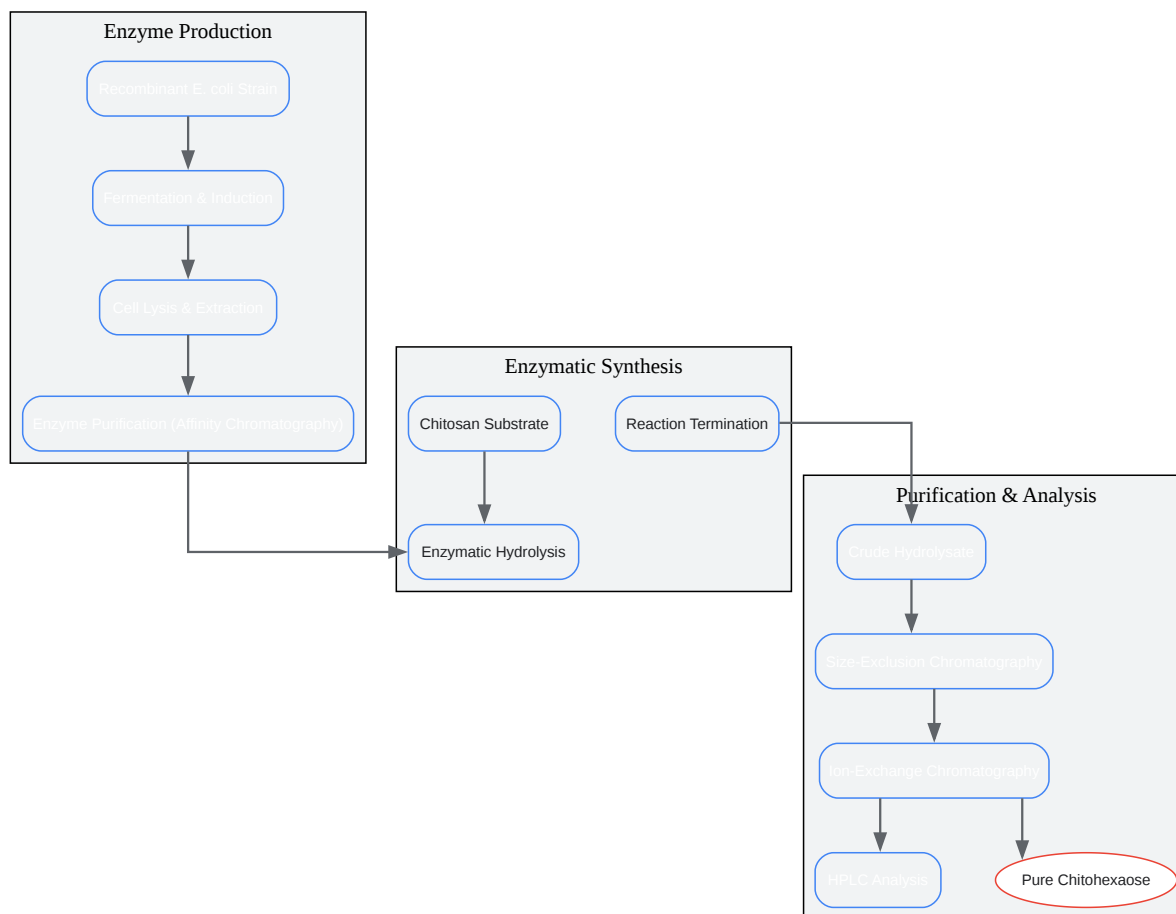 Enzyme Production
Recombinant E. coli Strain
Fermentation & Induction
Cell Lysis & Extraction
Enzyme Purification (Affinity Chromatography)
Enzymatic Synthesis
Chitosan Substrate
Reaction Termination
Enzymatic Hydrolysis
Purification & Analysis
Crude Hydrolysate
Size-Exclusion Chromatography
Ion-Exchange Chromatography
HPLC Analysis
Pure Chitohexaose